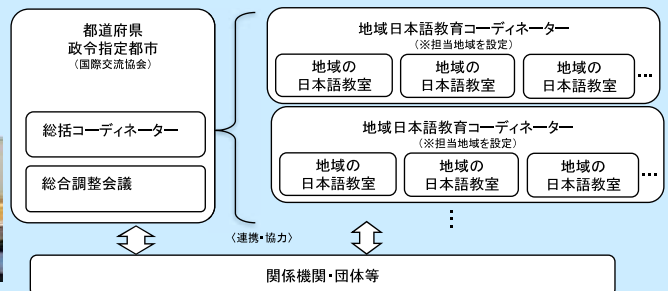 都道府県
政令指定都市
（国際交流協会）
総括コーディネーター
総合調整会議
地域日本語教育コーディネーター
（※担当地域を設定）
地域の
日本語教室
地域の
日本語教室
地域の
日本語教室
…
地域日本語教育コーディネーター
（※担当地域を設定）
地域の
日本語教室
地域の
日本語教室
地域の
日本語教室
…
⋮
〈連携・協力〉
関係機関・団体等